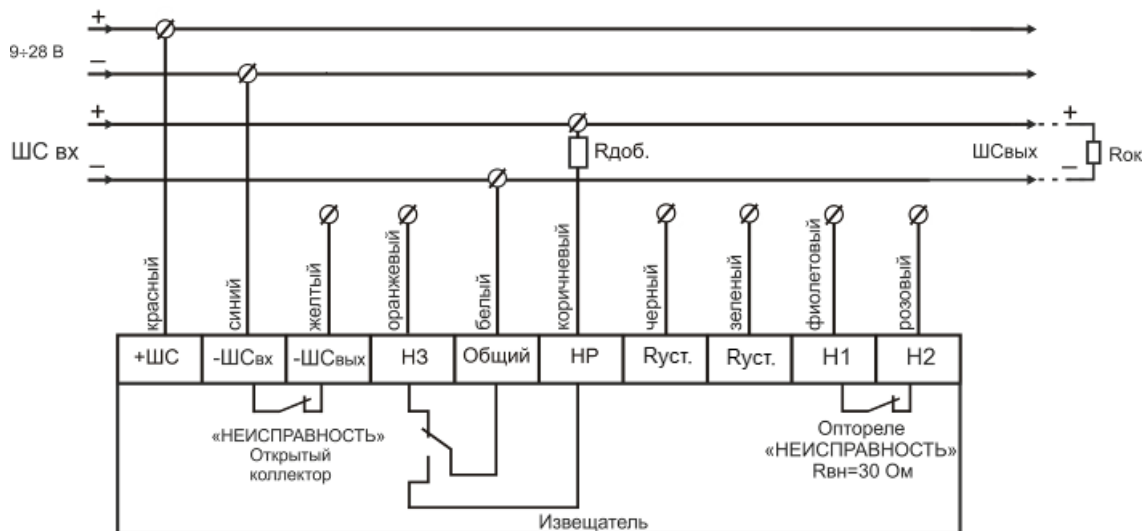 +
9÷28 В
−
+
ШС вх
−
Rдоб.
ШСвых
+
−
Rок
красный
синий
желтый
оранжевый
белый
коричневый
черный
зеленый
фиолетовый
розовый
+ШС
-ШСвх
-ШСвых
НЗ
Общий
НР
Rуст.
Rуст.
Н1
Н2
«НЕИСПРАВНОСТЬ»
Открытый
коллектор
Оптореле
«НЕИСПРАВНОСТЬ»
Rвн=30 Ом
Извещатель